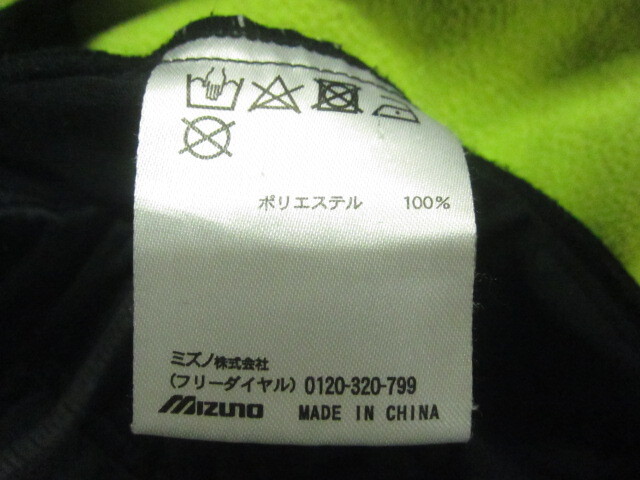 ポリエステル 100%
ミズノ株式会社
(フリーダイヤル) 0120-320-799
MIZUNO MADE IN CHINA